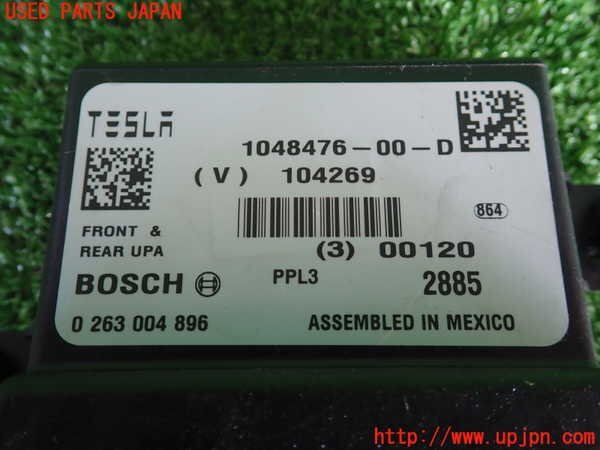 USED PARTS JAPAN
TESLA
1048476-00-D
(V) 104269
864
FRONT &
REAR UPA
(3) 00120
BOSCH
PPL3
2885
0 263 004 896
ASSEMBLED IN MEXICO
http://www.upjpn.com/